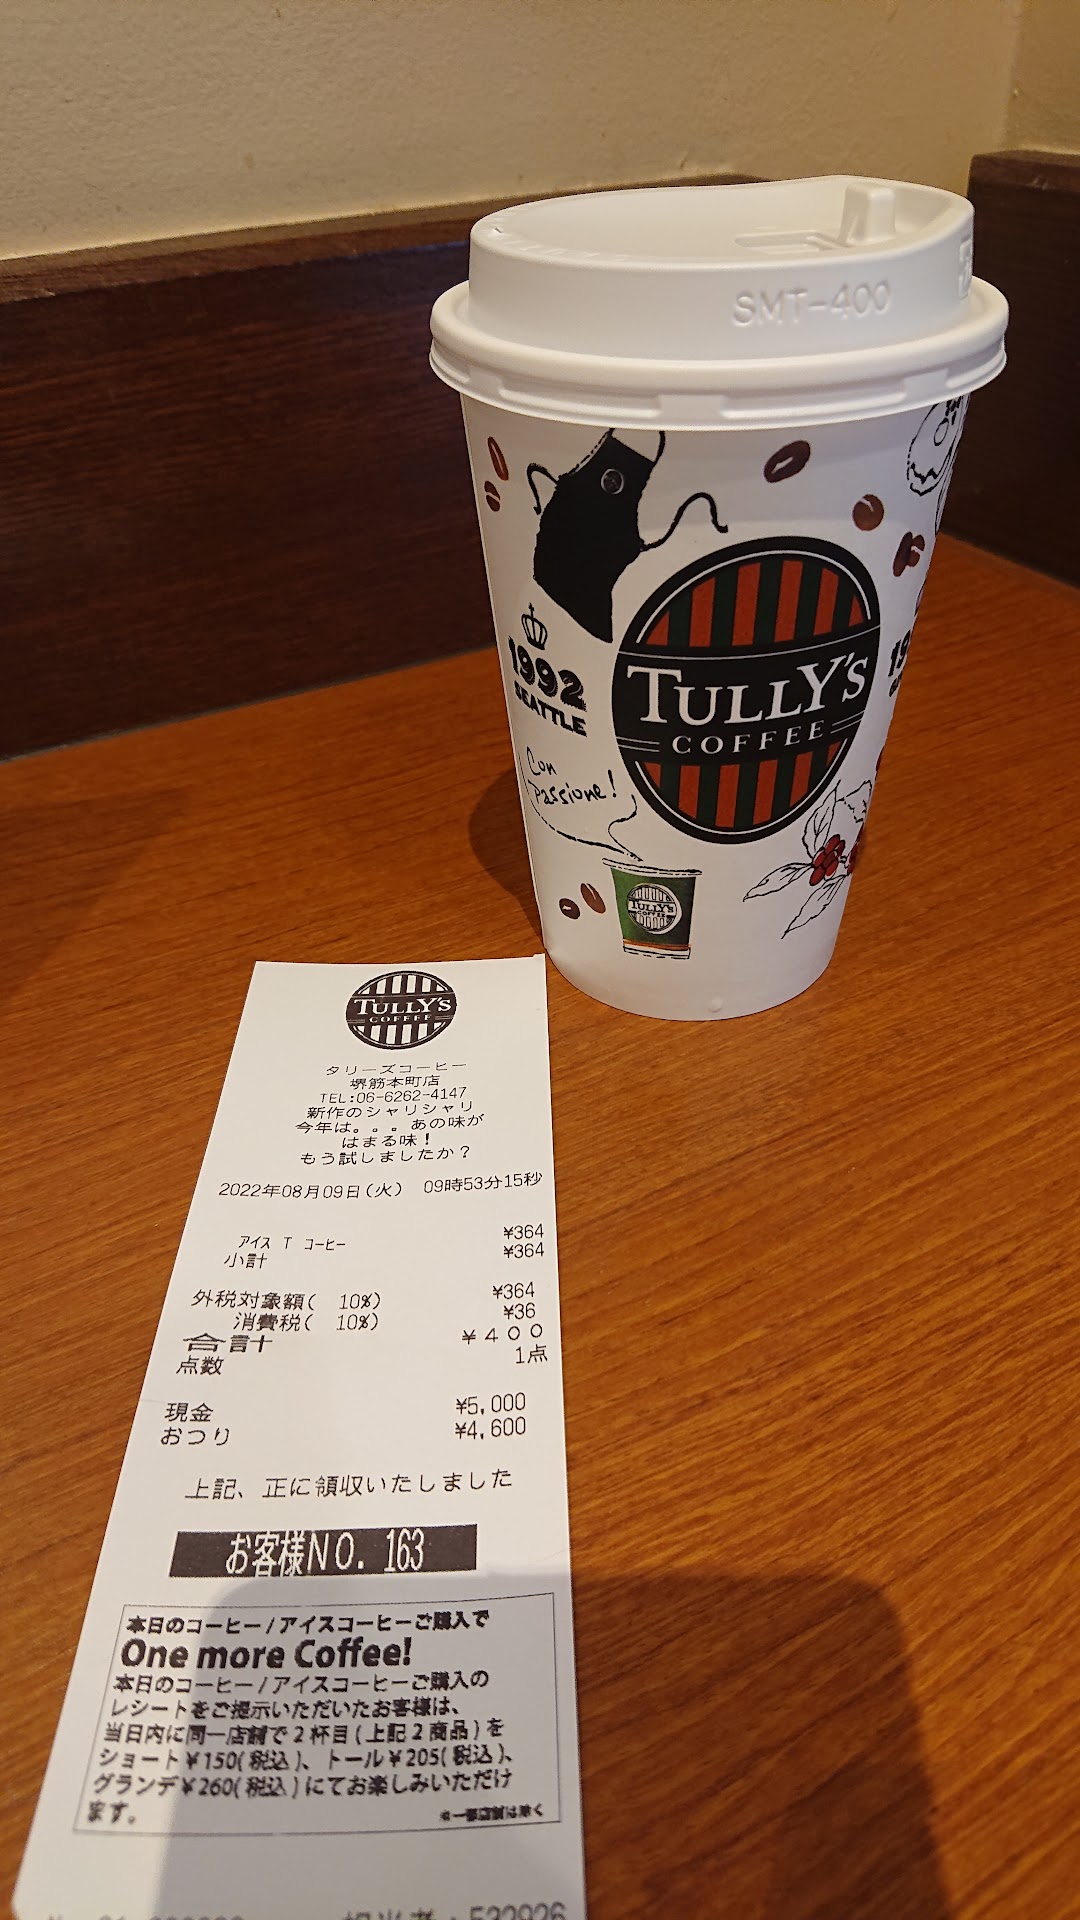 SMT-400
1992
SEATTLE
TULLY'S
COFFEE
Con
passione!
TULLY'S
COFFEE
TULLY'S
COFFEE
タリーズコーヒー
堺筋本町店
TEL:06-6262-4147
新作のシャリシャリ
今年は。。。あの味が
はまる味！
もう試しましたか？
2022年08月09日(火) 09時53分15秒
アイス T コーヒー ¥364
小計 ¥364
外税対象額( 10%) ¥364
消費税( 10%) ¥36
合計 ¥400
点数 1点
現金 ¥5,000
おつり ¥4,600
上記、正に領収いたしました
お客様NO. 163
本日のコーヒー/アイスコーヒーご購入で
One more Coffee!
本日のコーヒー/アイスコーヒーご購入の
レシートをご提示いただいたお客様は、
当日内に同一店舗で2杯目(上記2商品)を
ショート¥150(税込)、トール¥205(税込)、
グランデ¥260(税込)にてお楽しみいただけ
ます。
※一部店舗は除く